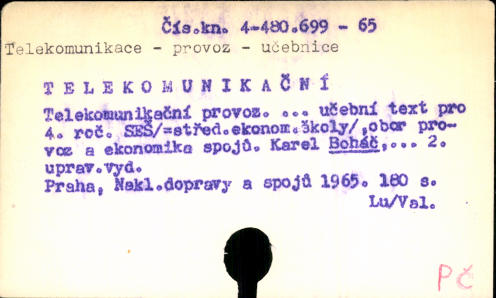 Čís.kn. 4-480.699 - 65
Telekomunikace - provoz - učebnice
T E L E K O M U N I K A Č N Í
Telekomunikační provoz. ... učební text pro
4. roč. SEŠ/=střed.ekonom.školy/,obor pro-
voz a ekonomika spojů. Karel Boháč,... 2.
uprav.vyd.
Praha, Nakl.dopravy a spojů 1965. 180 s.
Lu/Val.
PČ